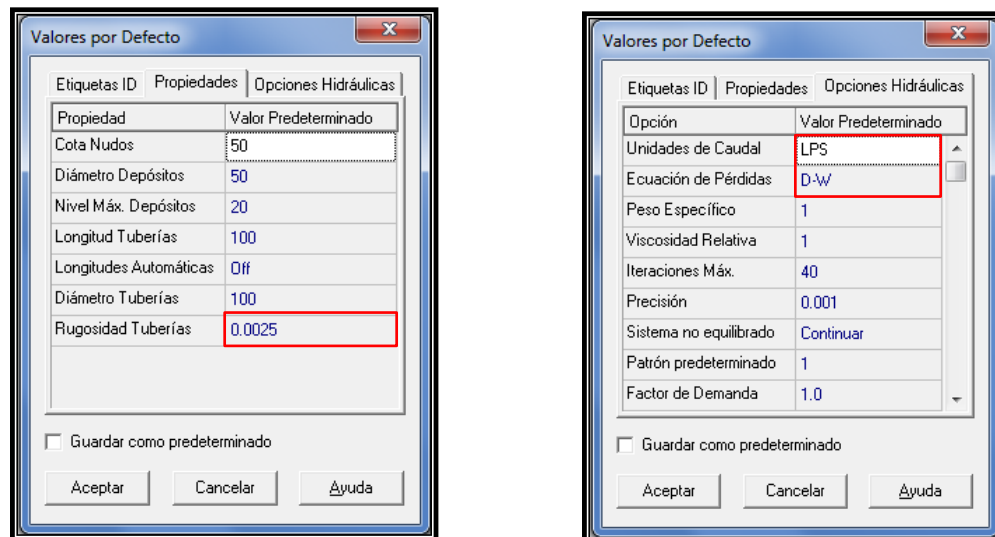 Valores por Defecto
Etiquetas ID Propiedades Opciones Hidráulicas
Propiedad Valor Predeterminado
Cota Nudos 50
Diámetro Depósitos 50
Nivel Máx. Depósitos 20
Longitud Tuberías 100
Longitudes Automáticas Off
Diámetro Tuberías 100
Rugosidad Tuberías 0.0025
Guardar como predeterminado
Aceptar Cancelar Ayuda
Valores por Defecto
Etiquetas ID Propiedades Opciones Hidráulicas
Opción Valor Predeterminado
Unidades de Caudal LPS
Ecuación de Pérdidas D-W
Peso Específico 1
Viscosidad Relativa 1
Iteraciones Máx. 40
Precisión 0.001
Sistema no equilibrado Continuar
Patrón predeterminado 1
Factor de Demanda 1.0
Guardar como predeterminado
Aceptar Cancelar Ayuda